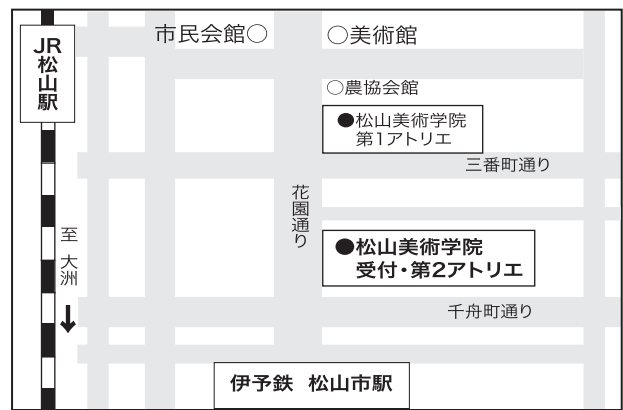 市民会館○
○美術館
JR松山駅
○農協会館
●松山美術学院
第1アトリエ
三番町通り
花園通り
●松山美術学院
受付・第2アトリエ
至 大洲
↓
千舟町通り
伊予鉄 松山市駅